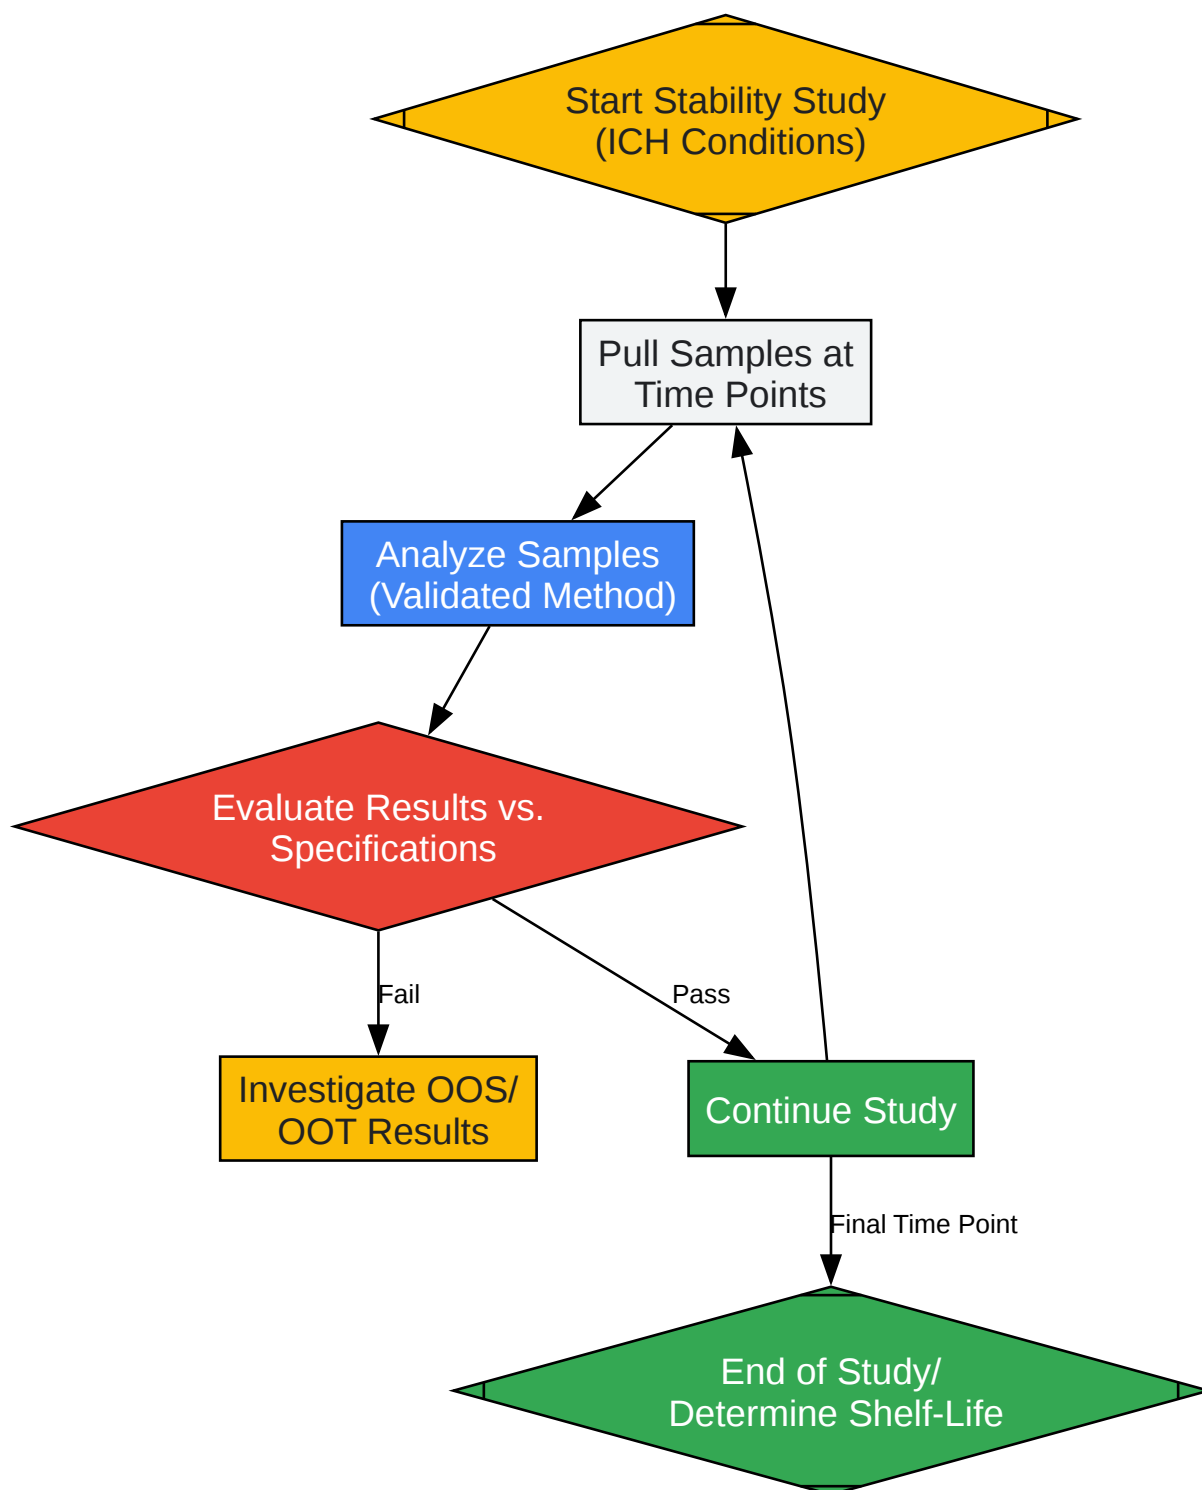 Start Stability Study
(ICH Conditions)
Pull Samples at
Time Points
Analyze Samples
(Validated Method)
Evaluate Results vs.
Specifications
Fail
Pass
Investigate OOS/
OOT Results
Continue Study
Final Time Point
End of Study/
Determine Shelf-Life